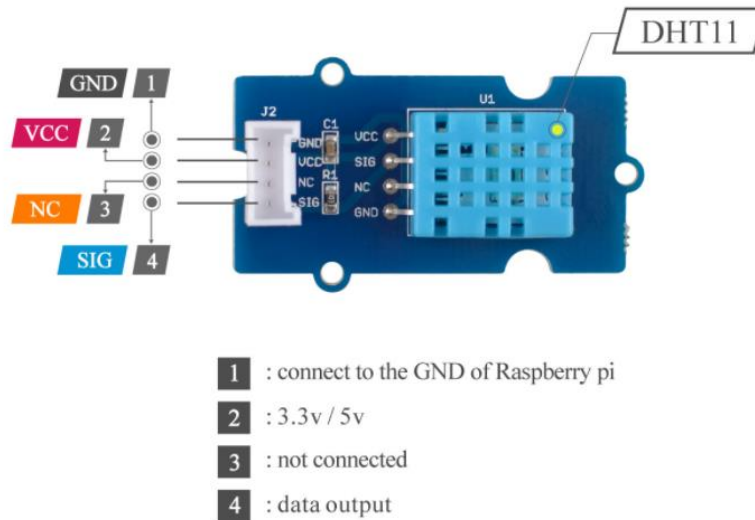 DHT11
GND 1
VCC 2
NC 3
SIG 4
J2
C1
R1
GND
VCC
NC
SIG
U1
VCC
SIG
NC
GND
1 : connect to the GND of Raspberry pi
2 : 3.3v / 5v
3 : not connected
4 : data output